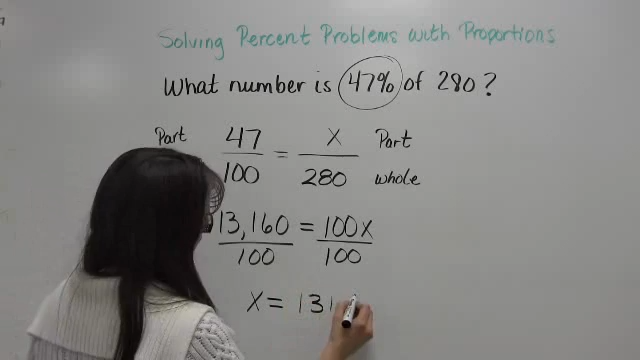 Solving Percent Problems with Proportions
What number is 47% of 280?
Part 47/100 = x/280 Part whole
13,160/100 = 100x/100
x = 131